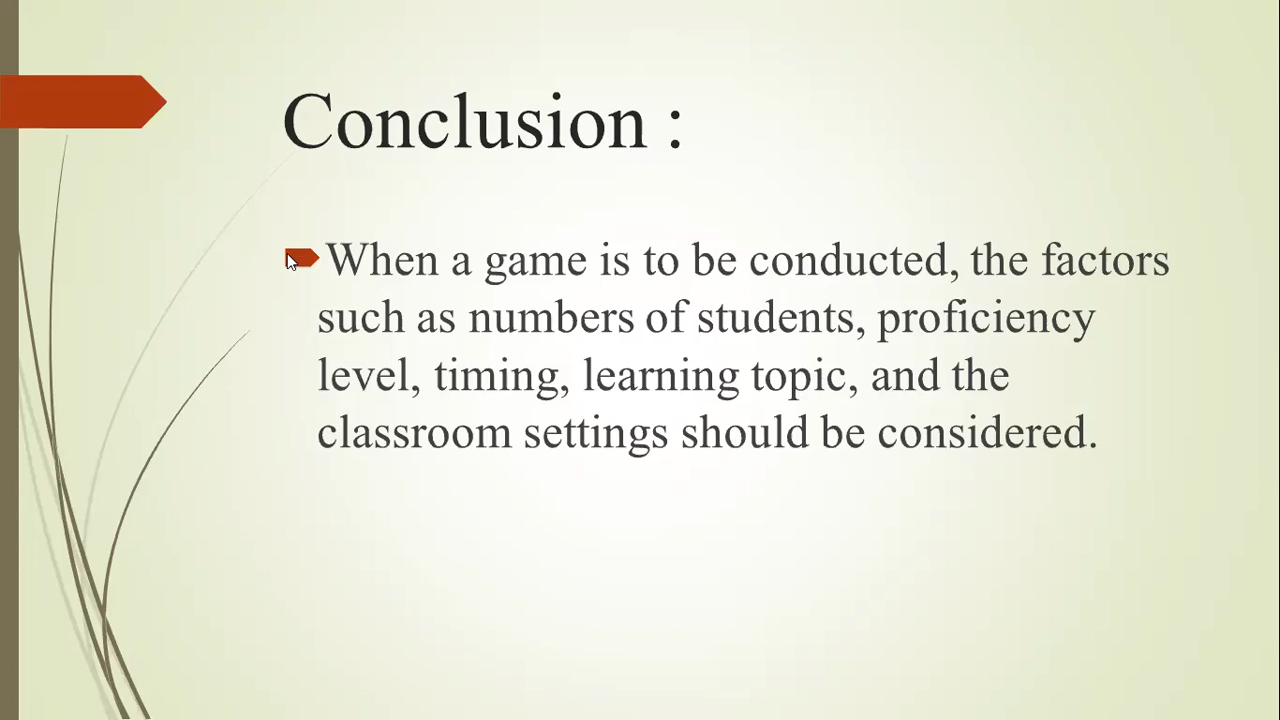 Conclusion :
When a game is to be conducted, the factors
such as numbers of students, proficiency
level, timing, learning topic, and the
classroom settings should be considered.